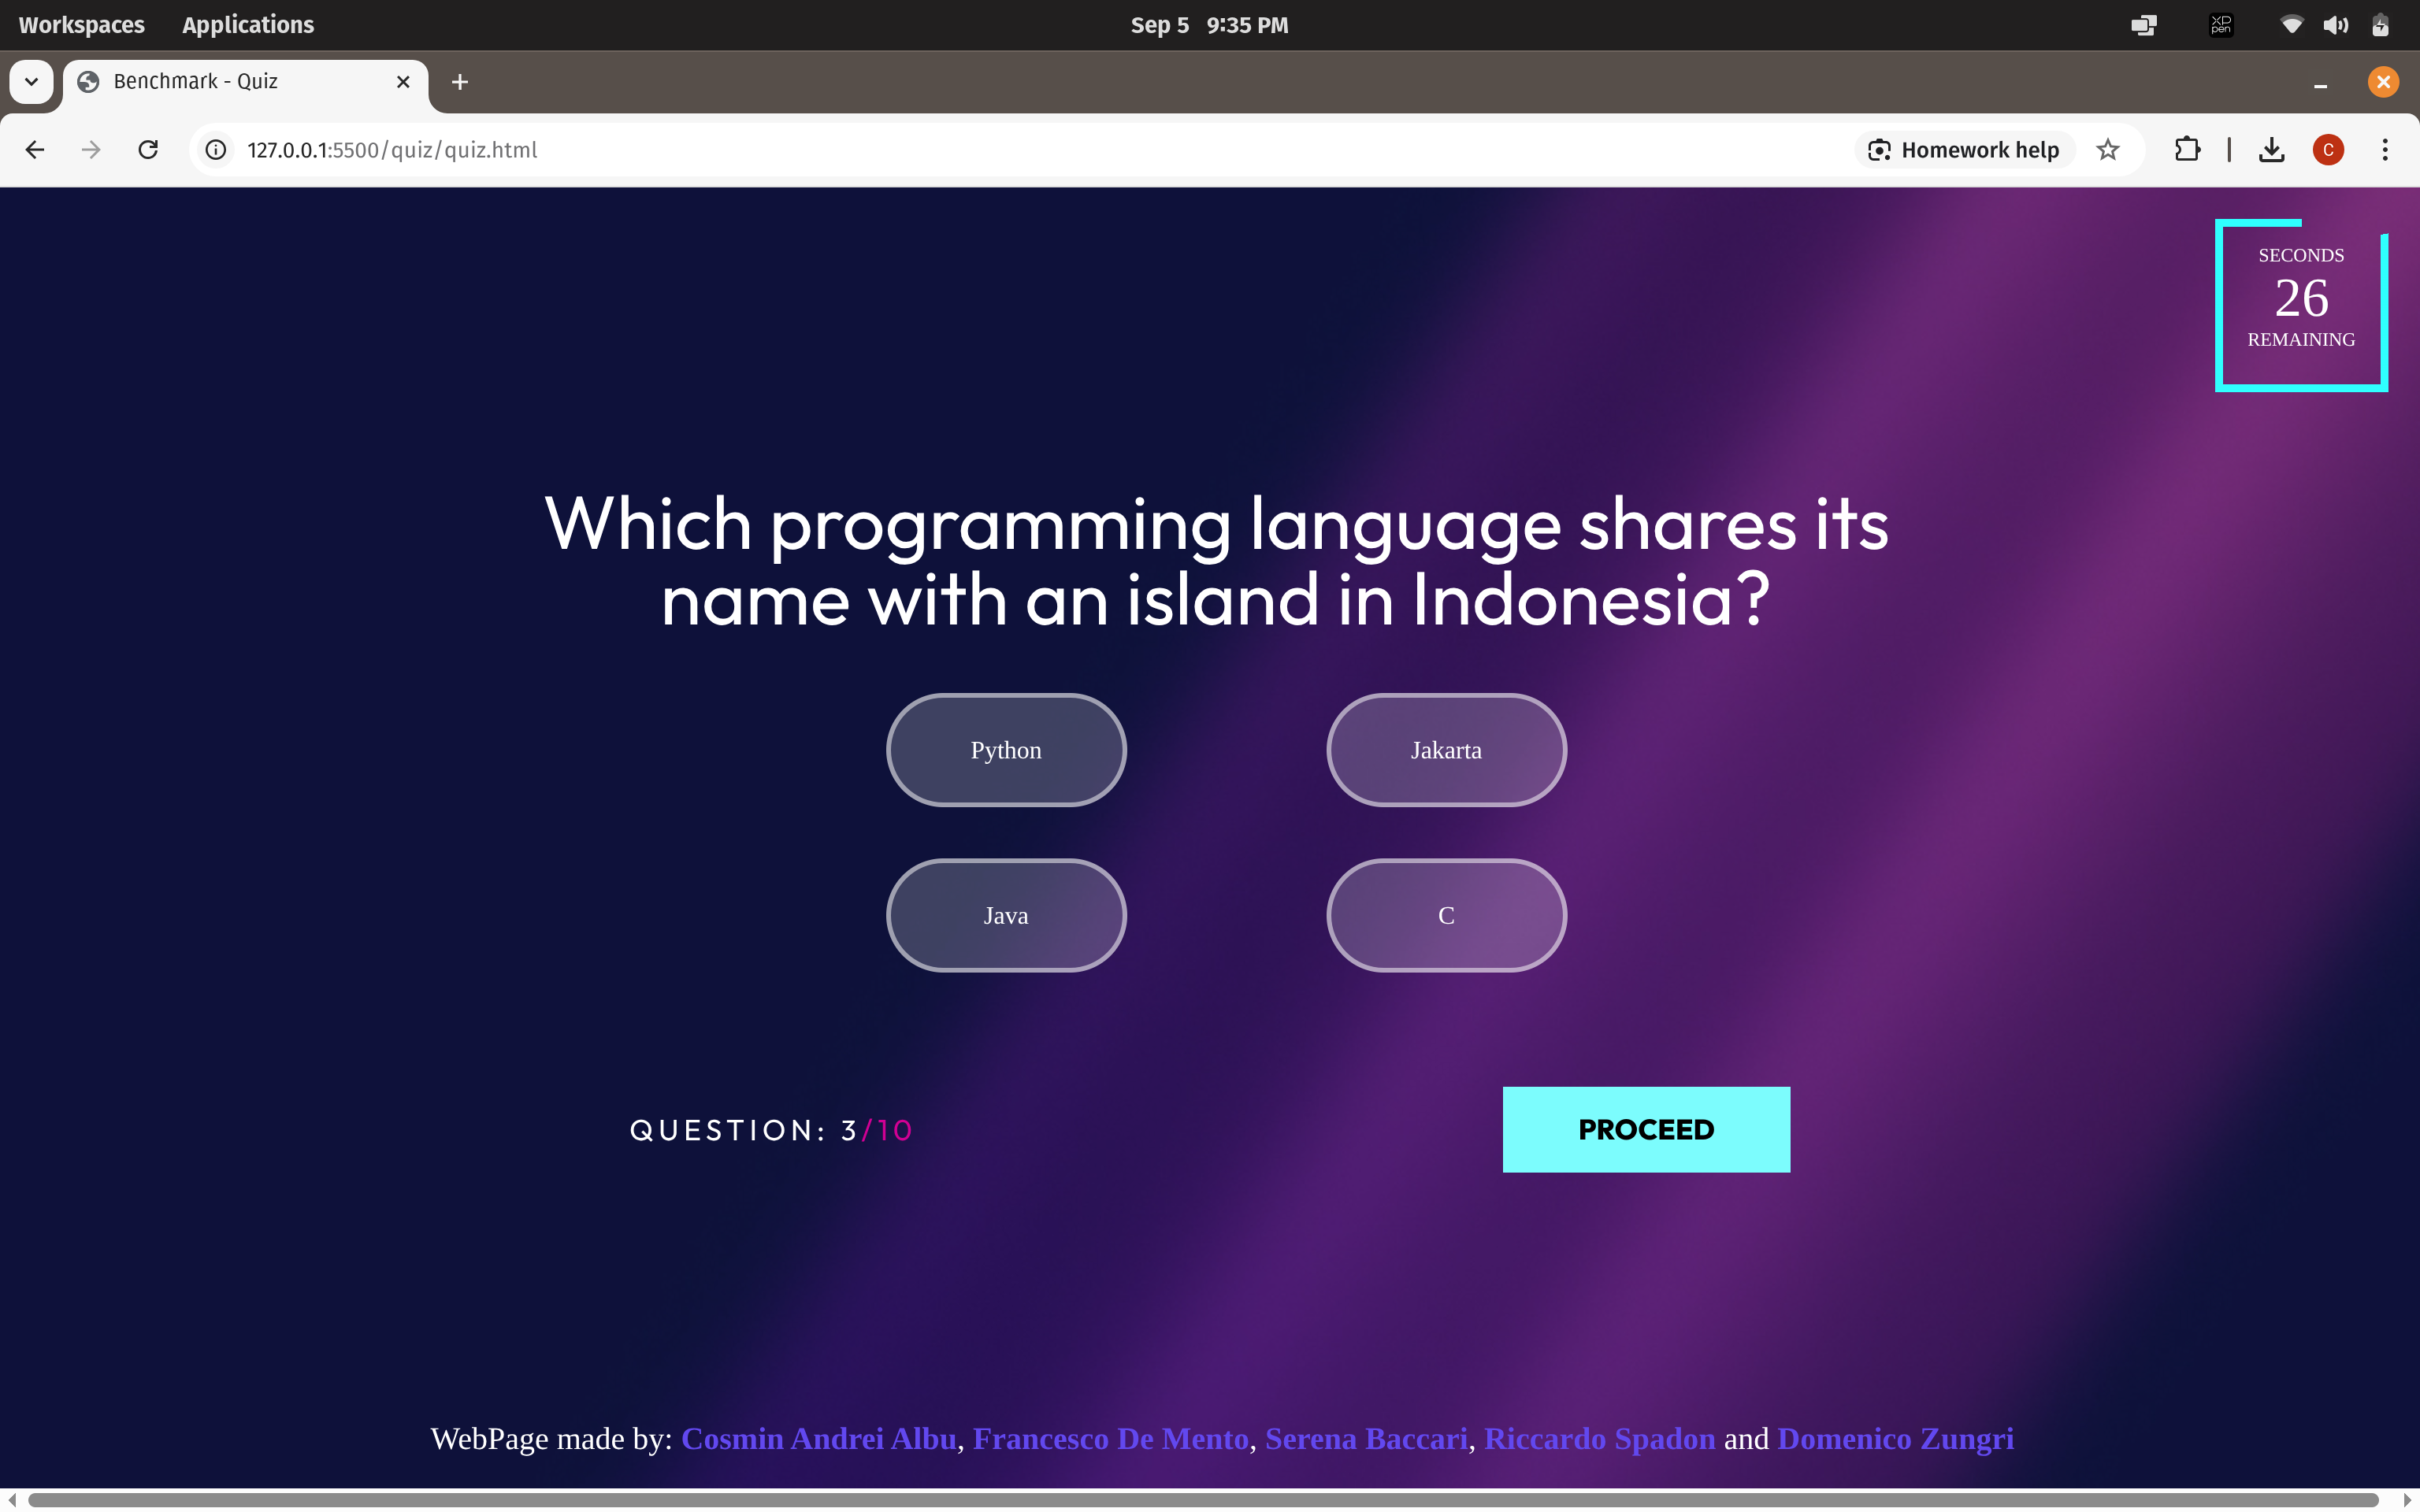 Workspaces Applications Sep 5 9:35 PM XP pen
Benchmark - Quiz
127.0.0.1:5500/quiz/quiz.html Homework help C
SECONDS
26
REMAINING
Which programming language shares its
name with an island in Indonesia?
Python Jakarta
Java C
QUESTION: 3/10 PROCEED
WebPage made by: Cosmin Andrei Albu, Francesco De Mento, Serena Baccari, Riccardo Spadon and Domenico Zungri